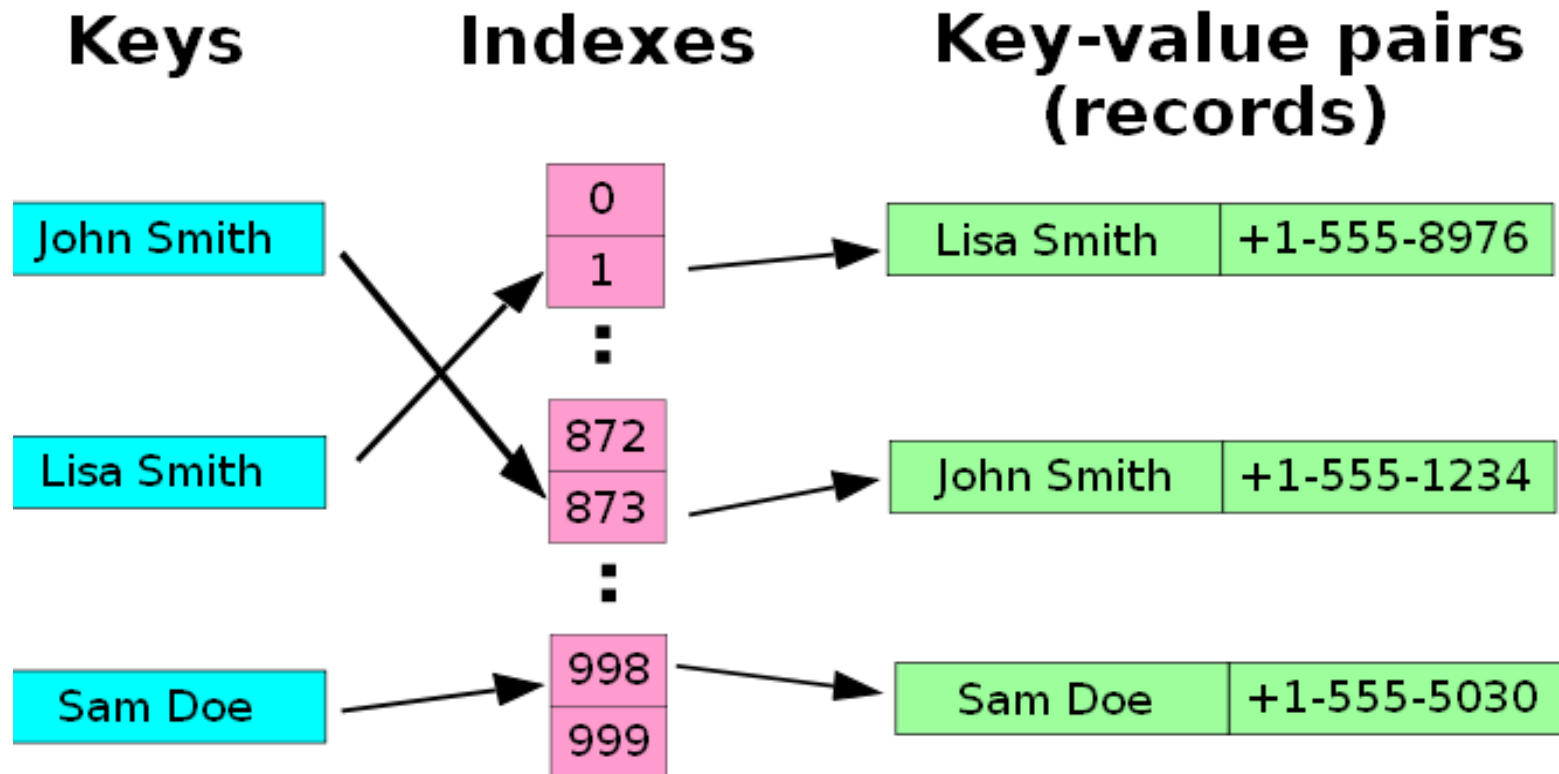 Keys
Indexes
Key-value pairs
(records)
John Smith
Lisa Smith
Sam Doe
0
1
:
872
873
:
998
999
Lisa Smith +1-555-8976
John Smith +1-555-1234
Sam Doe +1-555-5030